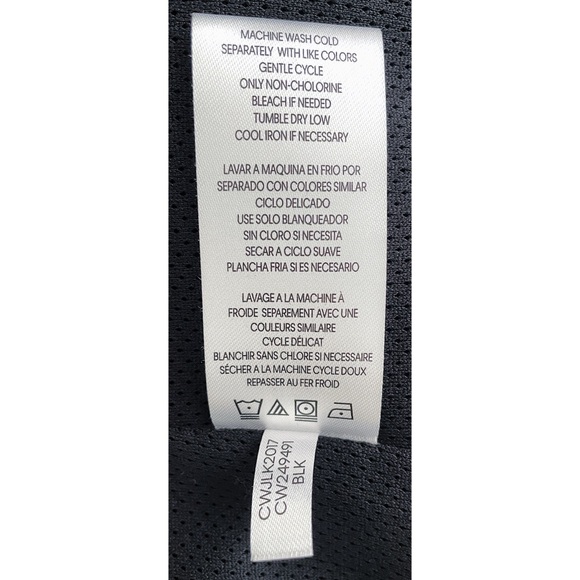 MACHINE WASH COLD
SEPARATELY WITH LIKE COLORS
GENTLE CYCLE
ONLY NON-CHOLORINE
BLEACH IF NEEDED
TUMBLE DRY LOW
COOL IRON IF NECESSARY
LAVAR A MAQUINA EN FRIO POR
SEPARADO CON COLORES SIMILAR
CICLO DELICADO
USE SOLO BLANQUEADOR
SIN CLORO SI NECESITA
SECAR A CICLO SUAVE
PLANCHA FRIA SI ES NECESARIO
LAVAGE A LA MACHINE À
FROIDE SEPAREMENT AVEC UNE
COULEURS SIMILAIRE
CYCLE DÉLICAT
BLANCHIR SANS CHLORE SI NECESSAIRE
SÉCHER A LA MACHINE CYCLE DOUX
REPASSER AU FER FROID
CWJLK2017
CW249491
BLK